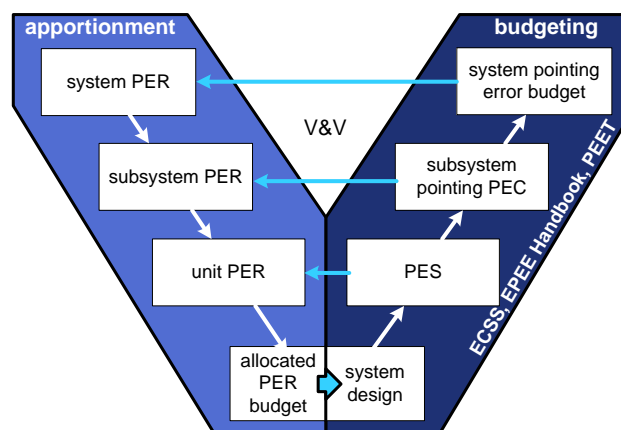 apportionment
budgeting
system PER
system pointing
error budget
V&V
subsystem PER
subsystem
pointing PEC
unit PER
PES
allocated
PER
budget
system
design
ECSS, EPEE Handbook, PEET